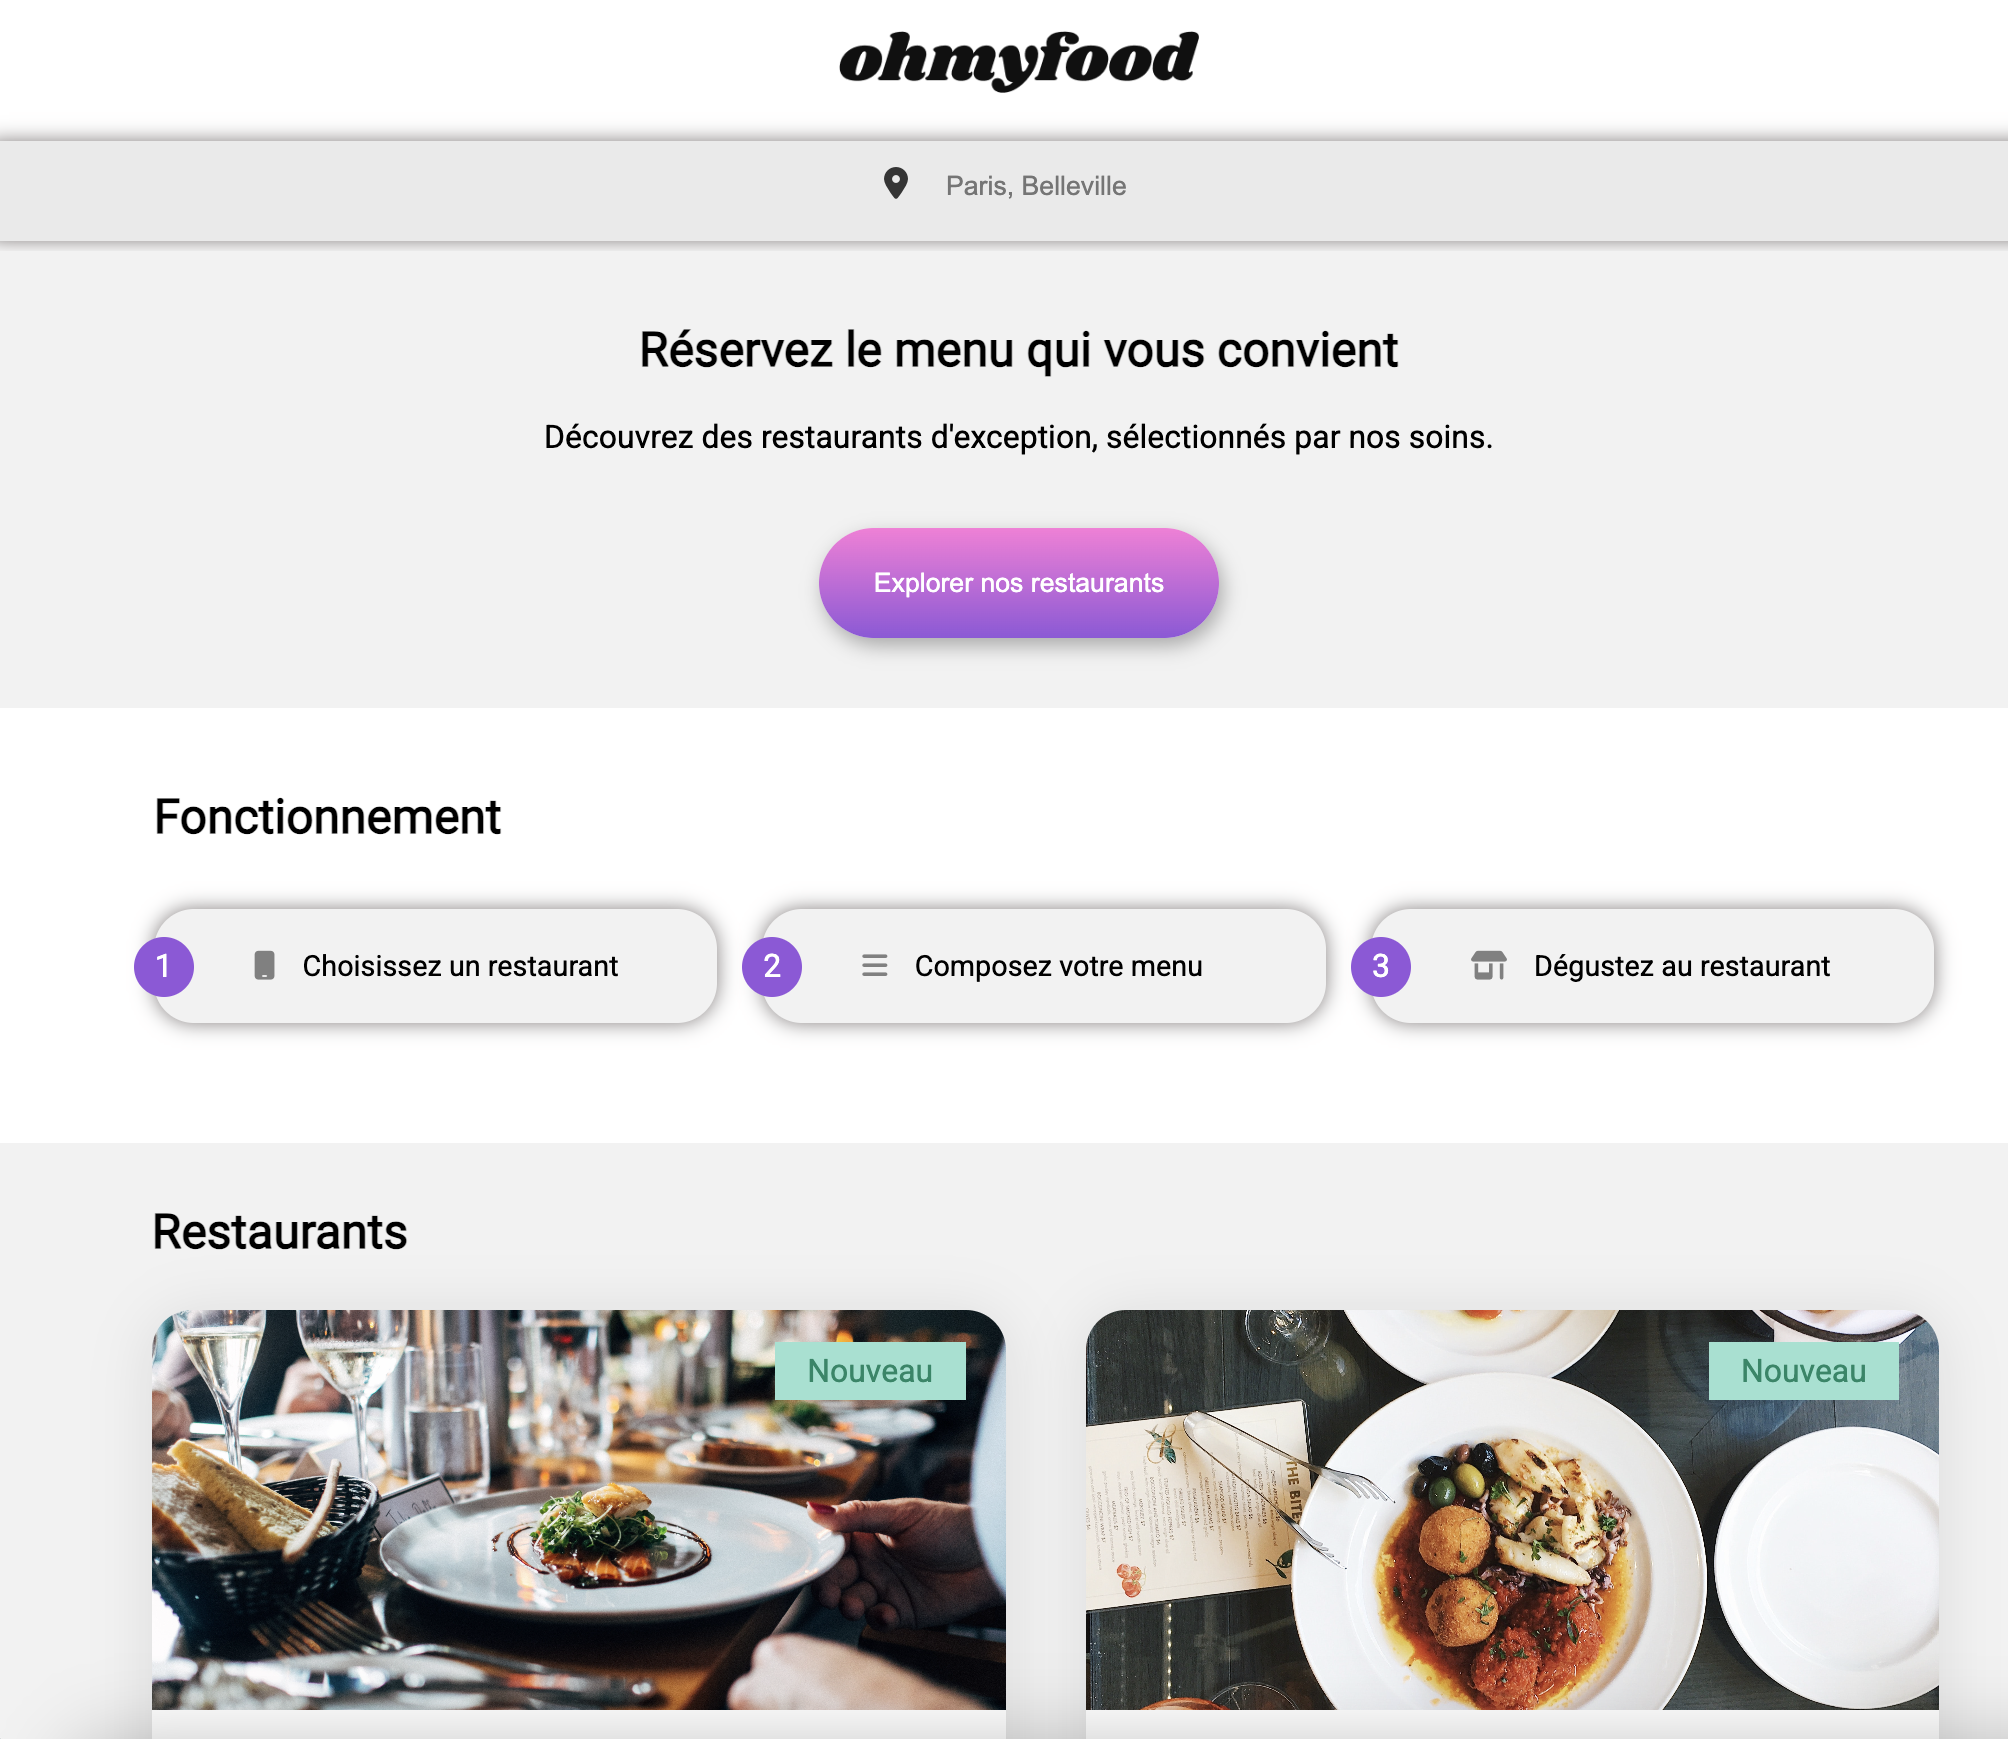 ohmyfood
Paris, Belleville
Réservez le menu qui vous convient
Découvrez des restaurants d'exception, sélectionnés par nos soins.
Explorer nos restaurants
Fonctionnement
1 Choisissez un restaurant
2 Composez votre menu
3 Dégustez au restaurant
Restaurants
Nouveau
Nouveau
THE BITE